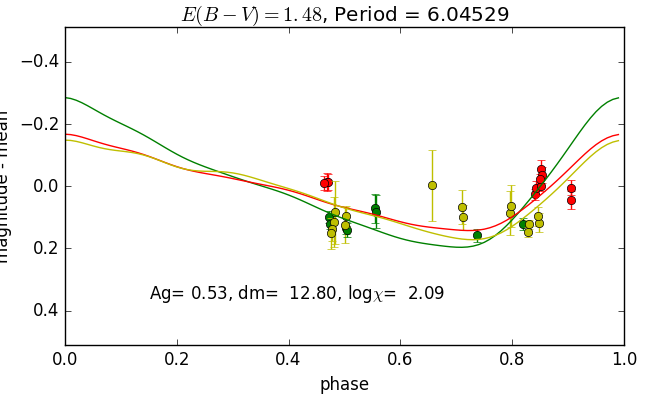 E(B − V) = 1.48, Period = 6.04529
−0.4
−0.2
0.0
0.2
0.4
magnitude - mean
Ag= 0.53, dm= 12.80, logχ= 2.09
0.0 0.2 0.4 0.6 0.8 1.0
phase